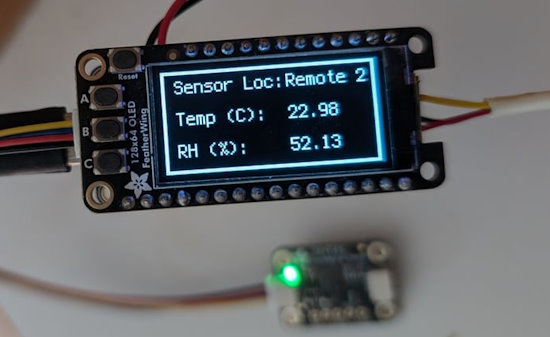 Reset
A
B
C
128x64 OLED
FeatherWing
Sensor Loc:Remote 2
Temp (C): 22.98
RH (%): 52.13